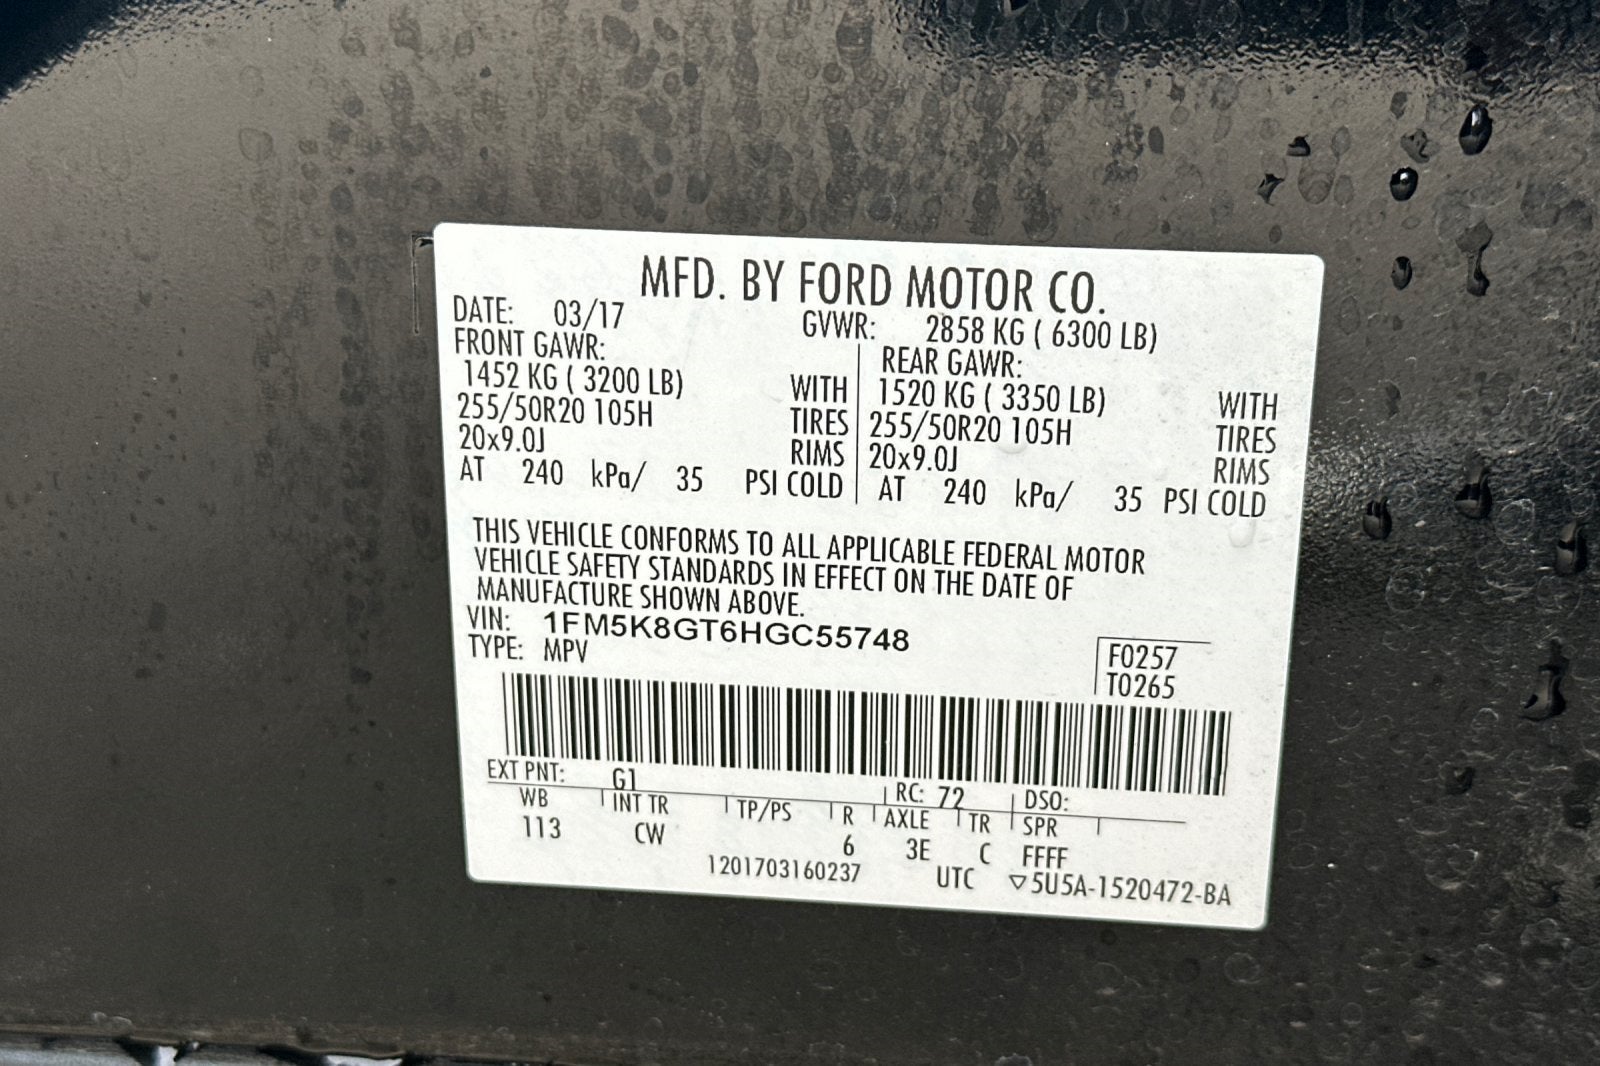 MFD. BY FORD MOTOR CO.
DATE: 03/17 GVWR: 2858 KG ( 6300 LB)
FRONT GAWR: REAR GAWR:
1452 KG ( 3200 LB) WITH 1520 KG ( 3350 LB) WITH
255/50R20 105H TIRES 255/50R20 105H TIRES
20x9.0J RIMS 20x9.0J RIMS
AT 240 kPa/ 35 PSI COLD AT 240 kPa/ 35 PSI COLD
THIS VEHICLE CONFORMS TO ALL APPLICABLE FEDERAL MOTOR
VEHICLE SAFETY STANDARDS IN EFFECT ON THE DATE OF
MANUFACTURE SHOWN ABOVE.
VIN: 1FM5K8GT6HGC55748
TYPE: MPV F0257
T0265
EXT PNT: G1 RC: 72 DSO:
WB INT TR TP/PS R AXLE TR SPR
113 CW 6 3E C FFFF
1201703160237 UTC ▽5U5A-1520472-BA